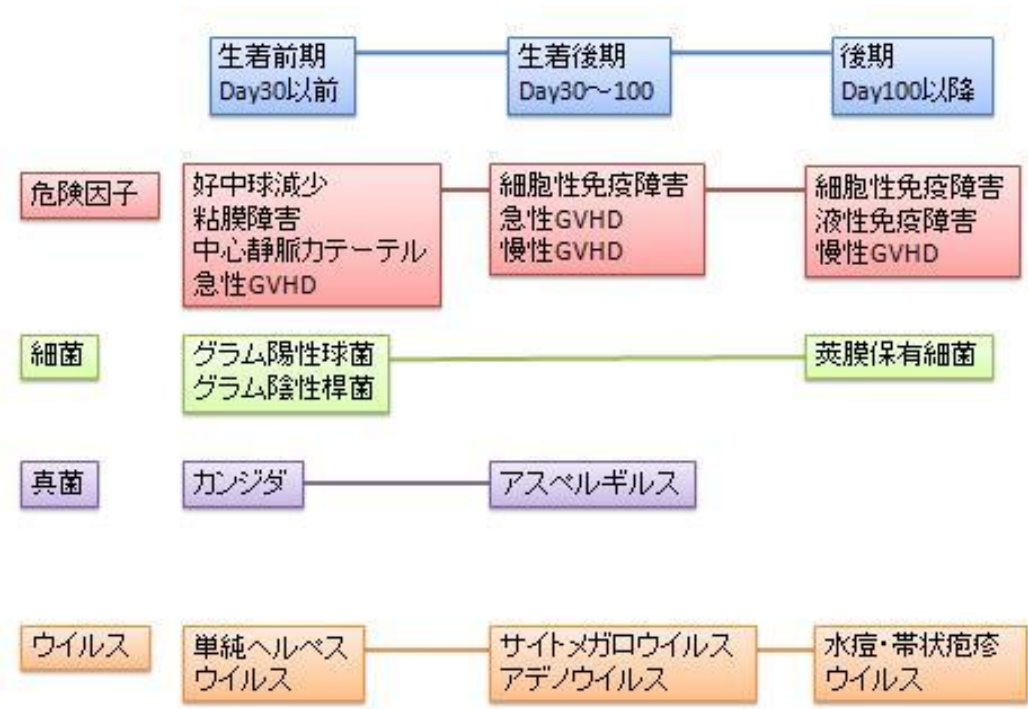 生着前期
Day30以前
生着後期
Day30～100
後期
Day100以降
危険因子
好中球減少
粘膜障害
中心静脈カテーテル
急性GVHD
細胞性免疫障害
急性GVHD
慢性GVHD
細胞性免疫障害
液性免疫障害
慢性GVHD
細菌
グラム陽性球菌
グラム陰性桿菌
莢膜保有細菌
真菌
カンジダ
アスペルギルス
ウイルス
単純ヘルペス
ウイルス
サイトメガロウイルス
アデノウイルス
水痘・帯状疱疹
ウイルス